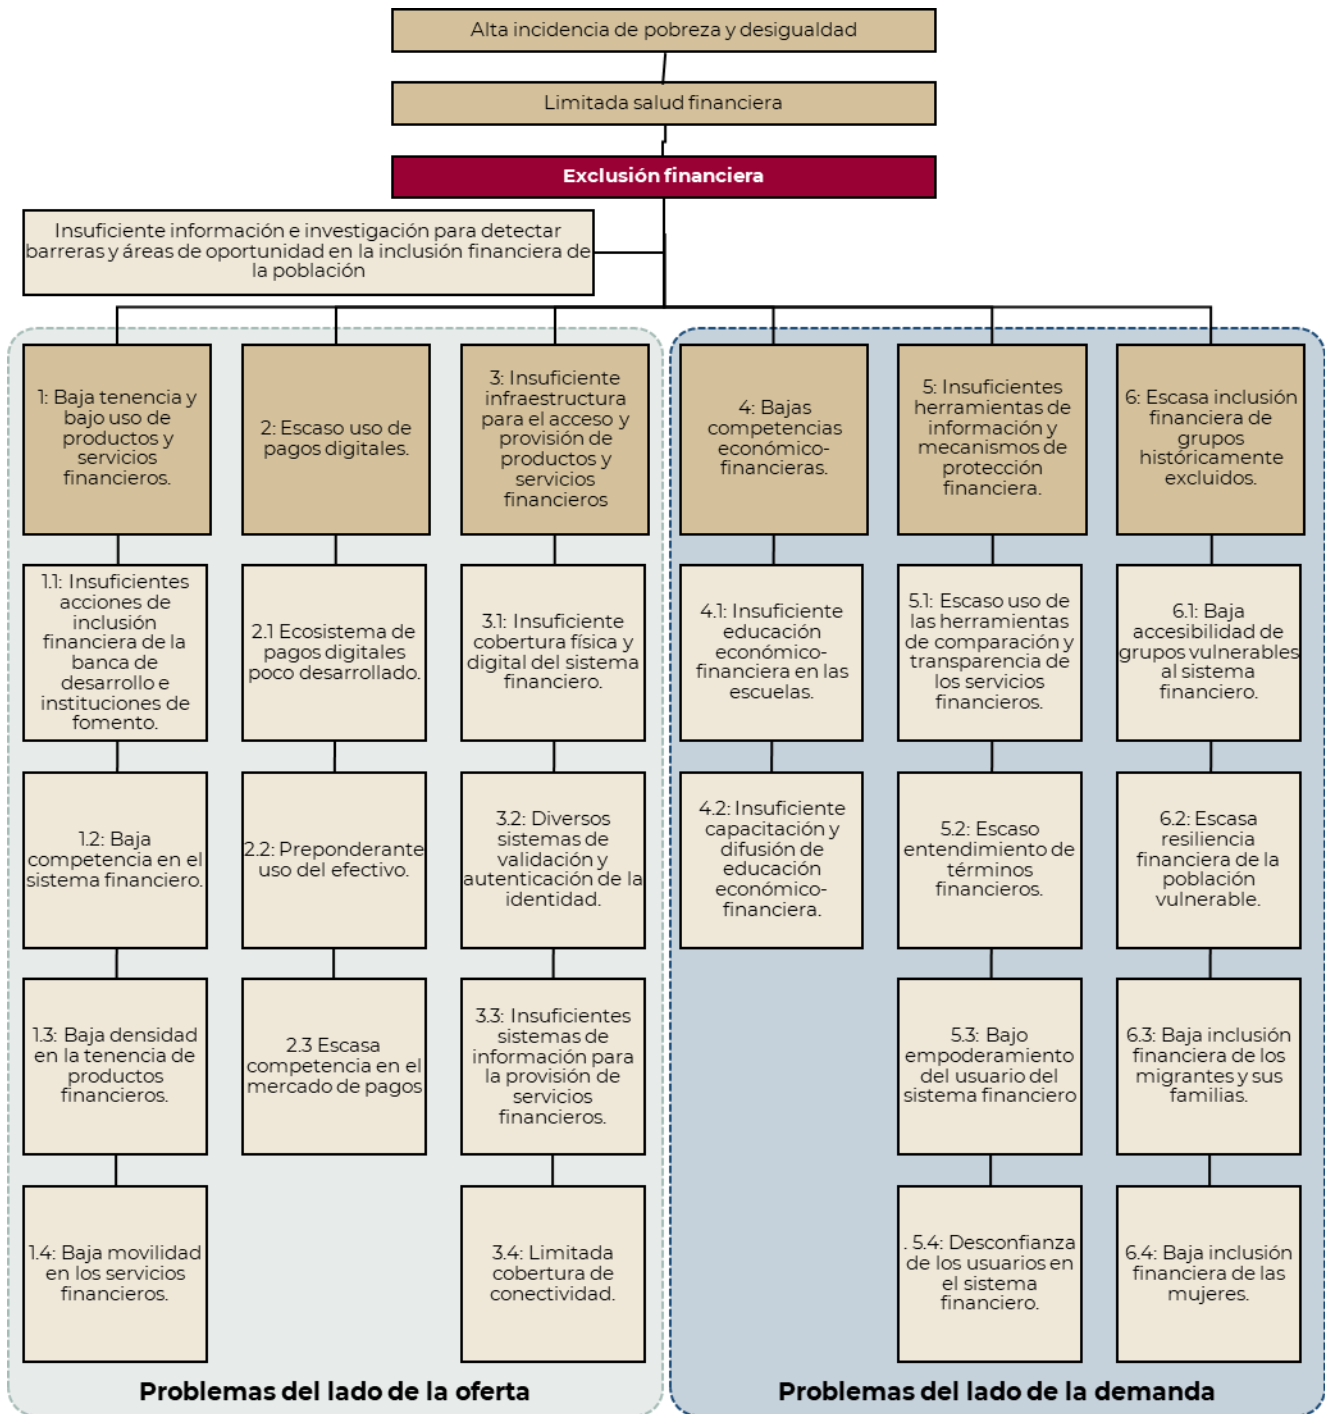 Alta incidencia de pobreza y desigualdad
Limitada salud financiera
Exclusión financiera
Insuficiente información e investigación para detectar
barreras y áreas de oportunidad en la inclusión financiera de
la población
1: Baja tenencia y
bajo uso de
productos y
servicios
financieros.
2: Escaso uso de
pagos digitales.
3: Insuficiente
infraestructura
para el acceso y
provisión de
productos y
servicios
financieros
4: Bajas
competencias
económico-
financieras.
5: Insuficientes
herramientas de
información y
mecanismos de
protección
financiera.
6: Escasa inclusión
financiera de
grupos
históricamente
excluidos.
1.1: Insuficientes
acciones de
inclusión
financiera de la
banca de
desarrollo e
instituciones de
fomento.
2.1 Ecosistema de
pagos digitales
poco desarrollado.
3.1: Insuficiente
cobertura física y
digital del sistema
financiero.
4.1: Insuficiente
educación
económico-
financiera en las
escuelas.
5.1: Escaso uso de
las herramientas
de comparación y
transparencia de
los servicios
financieros.
6.1: Baja
accesibilidad de
grupos vulnerables
al sistema
financiero.
1.2: Baja
competencia en el
sistema financiero.
2.2: Preponderante
uso del efectivo.
3.2: Diversos
sistemas de
validación y
autenticación de la
identidad.
4.2: Insuficiente
capacitación y
difusión de
educación
económico-
financiera.
5.2: Escaso
entendimiento de
términos
financieros.
6.2: Escasa
resiliencia
financiera de la
población
vulnerable.
1.3: Baja densidad
en la tenencia de
productos
financieros.
2.3 Escasa
competencia en el
mercado de pagos
3.3: Insuficientes
sistemas de
información para
la provisión de
servicios
financieros.
5.3: Bajo
empoderamiento
del usuario del
sistema financiero
6.3: Baja inclusión
financiera de los
migrantes y sus
familias.
1.4: Baja movilidad
en los servicios
financieros.
3.4: Limitada
cobertura de
conectividad.
. 5.4: Desconfianza
de los usuarios en
el sistema
financiero.
6.4: Baja inclusión
financiera de las
mujeres.
Problemas del lado de la oferta
Problemas del lado de la demanda